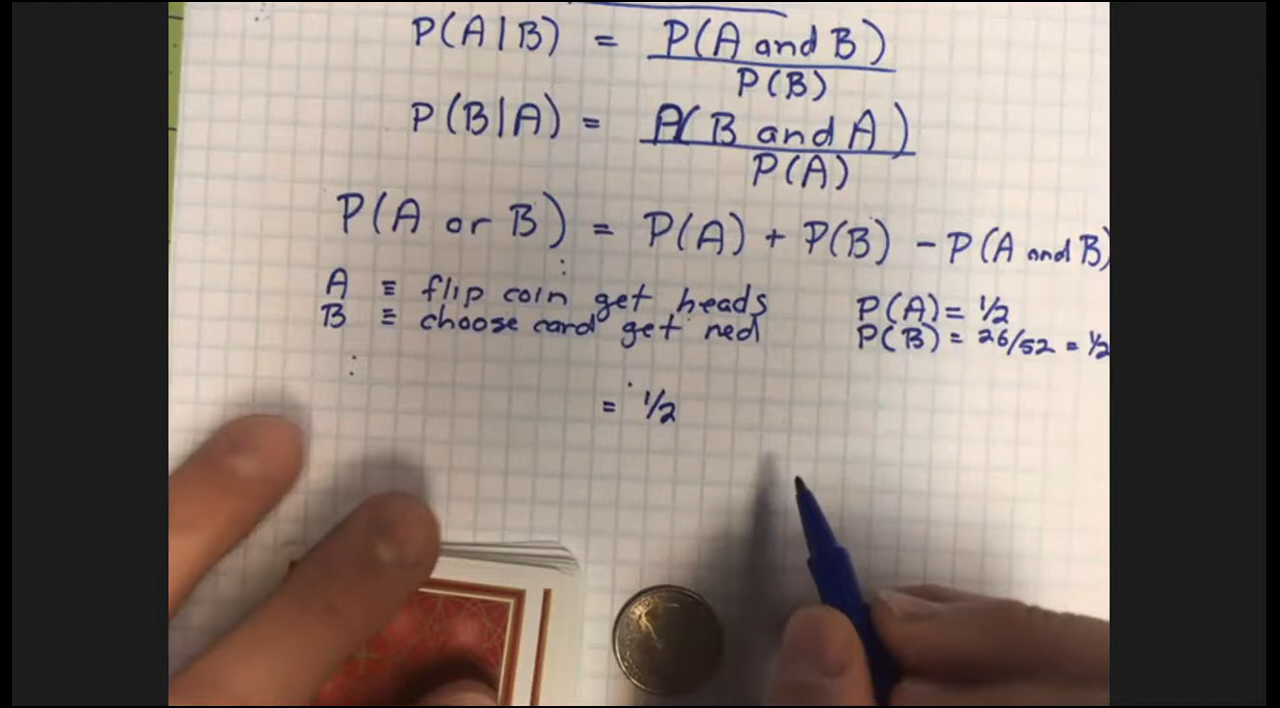 P(A|B) = P(A and B)
P(B)
P(B|A) = P(B and A)
P(A)
P(A or B) = P(A) + P(B) - P(A and B)
:
A ≡ flip coin get heads P(A) = 1/2
B ≡ choose card get red P(B) = 26/52 = 1/2
:
= 1/2